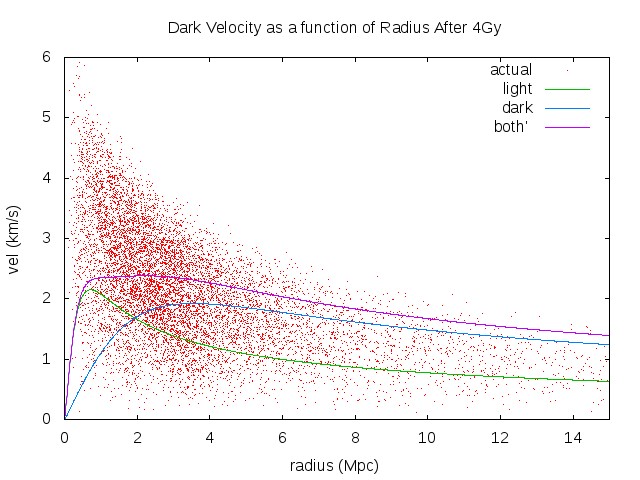 Dark Velocity as a function of Radius After 4Gy
6
5
4
3
2
1
0
vel (km/s)
actual
light
dark
both'
0 2 4 6 8 10 12 14
radius (Mpc)